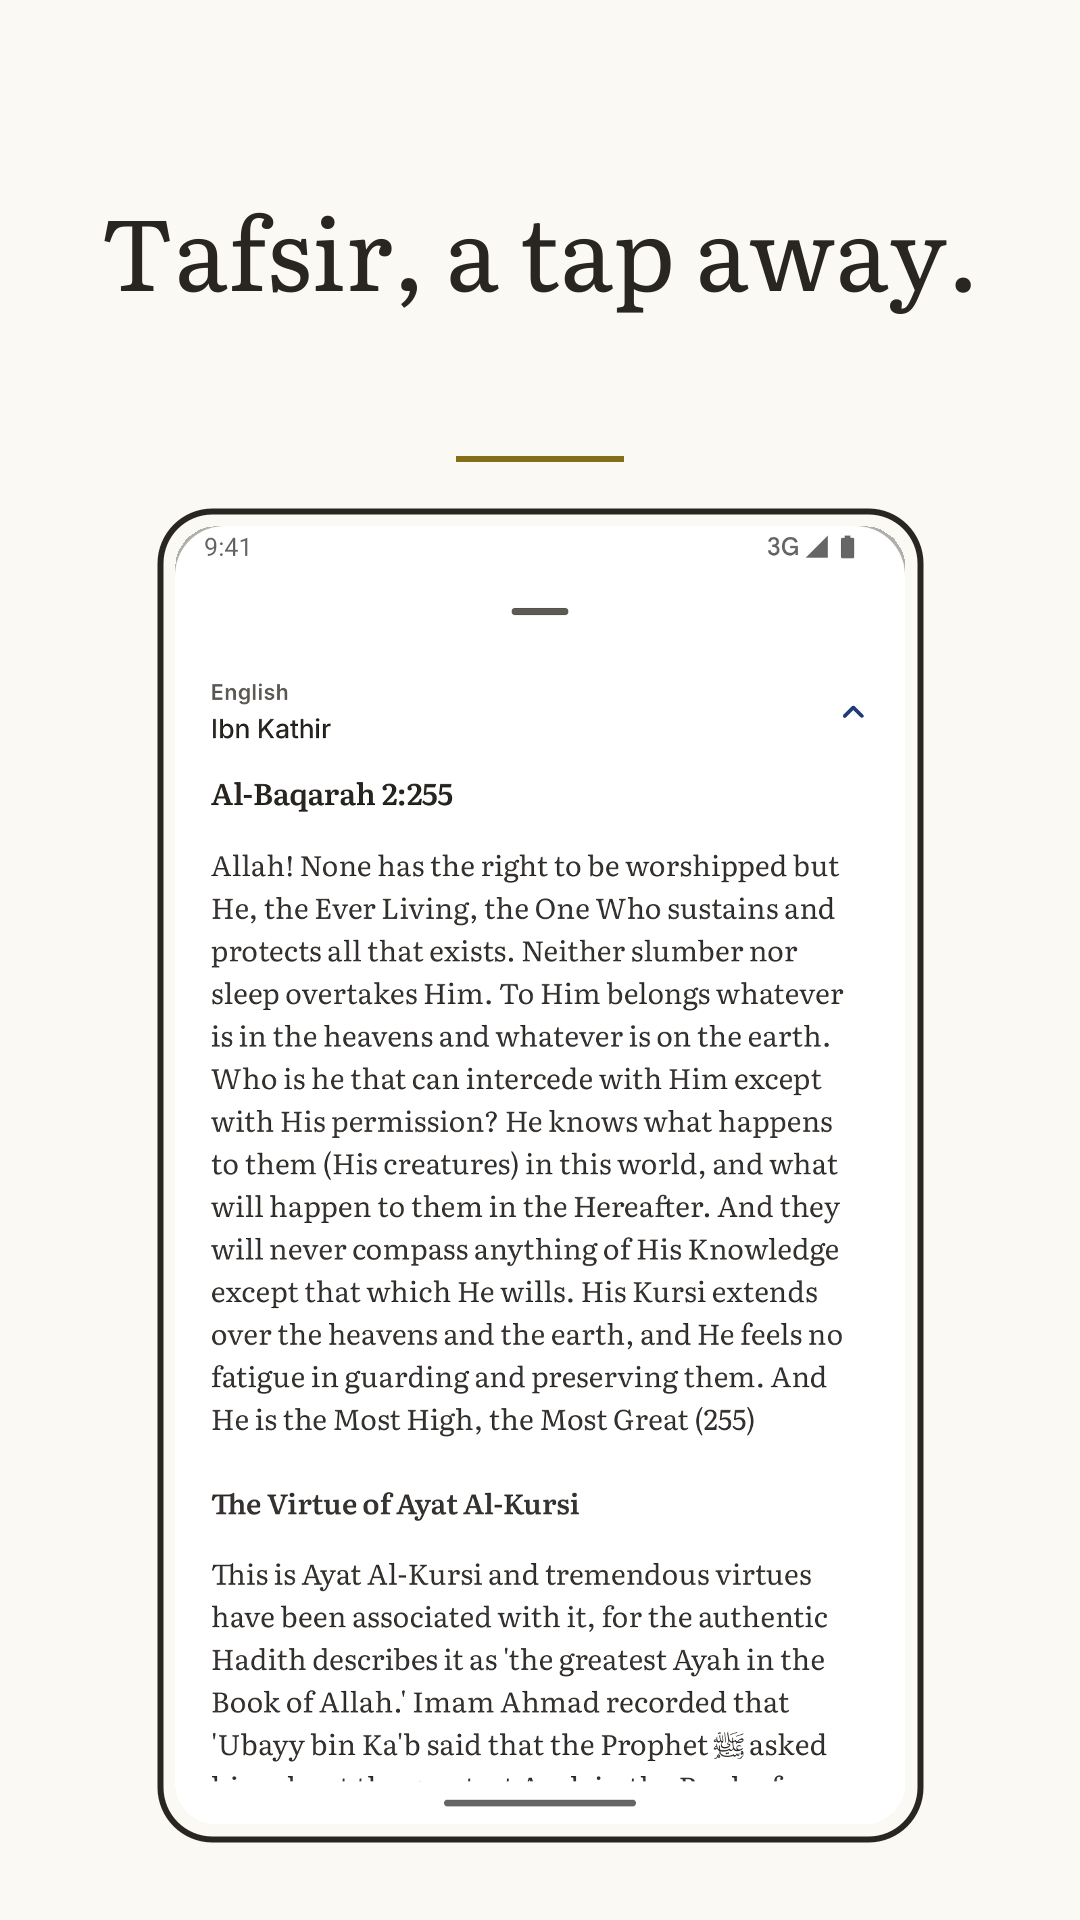 Tafsir, a tap away.
9:41 3G
English
Ibn Kathir
Al-Baqarah 2:255
Allah! None has the right to be worshipped but
He, the Ever Living, the One Who sustains and
protects all that exists. Neither slumber nor
sleep overtakes Him. To Him belongs whatever
is in the heavens and whatever is on the earth.
Who is he that can intercede with Him except
with His permission? He knows what happens
to them (His creatures) in this world, and what
will happen to them in the Hereafter. And they
will never compass anything of His Knowledge
except that which He wills. His Kursi extends
over the heavens and the earth, and He feels no
fatigue in guarding and preserving them. And
He is the Most High, the Most Great (255)
The Virtue of Ayat Al-Kursi
This is Ayat Al-Kursi and tremendous virtues
have been associated with it, for the authentic
Hadith describes it as 'the greatest Ayah in the
Book of Allah.' Imam Ahmad recorded that
'Ubayy bin Ka'b said that the Prophet ﷺ asked